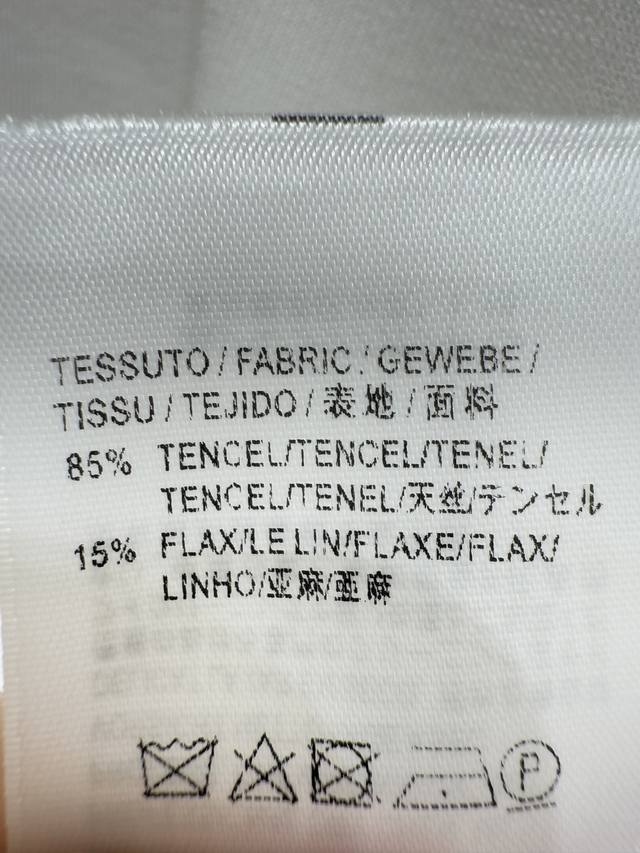 TESSUTO / FABRIC / GEWEBE /
TISSU / TEJIDO / 表地 / 面料
85% TENCEL/TENCEL/TENEL/
TENCEL/TENEL/天丝/テンセル
15% FLAX/LE LIN/FLAXE/FLAX/
LINHO/亚麻/亜麻
P